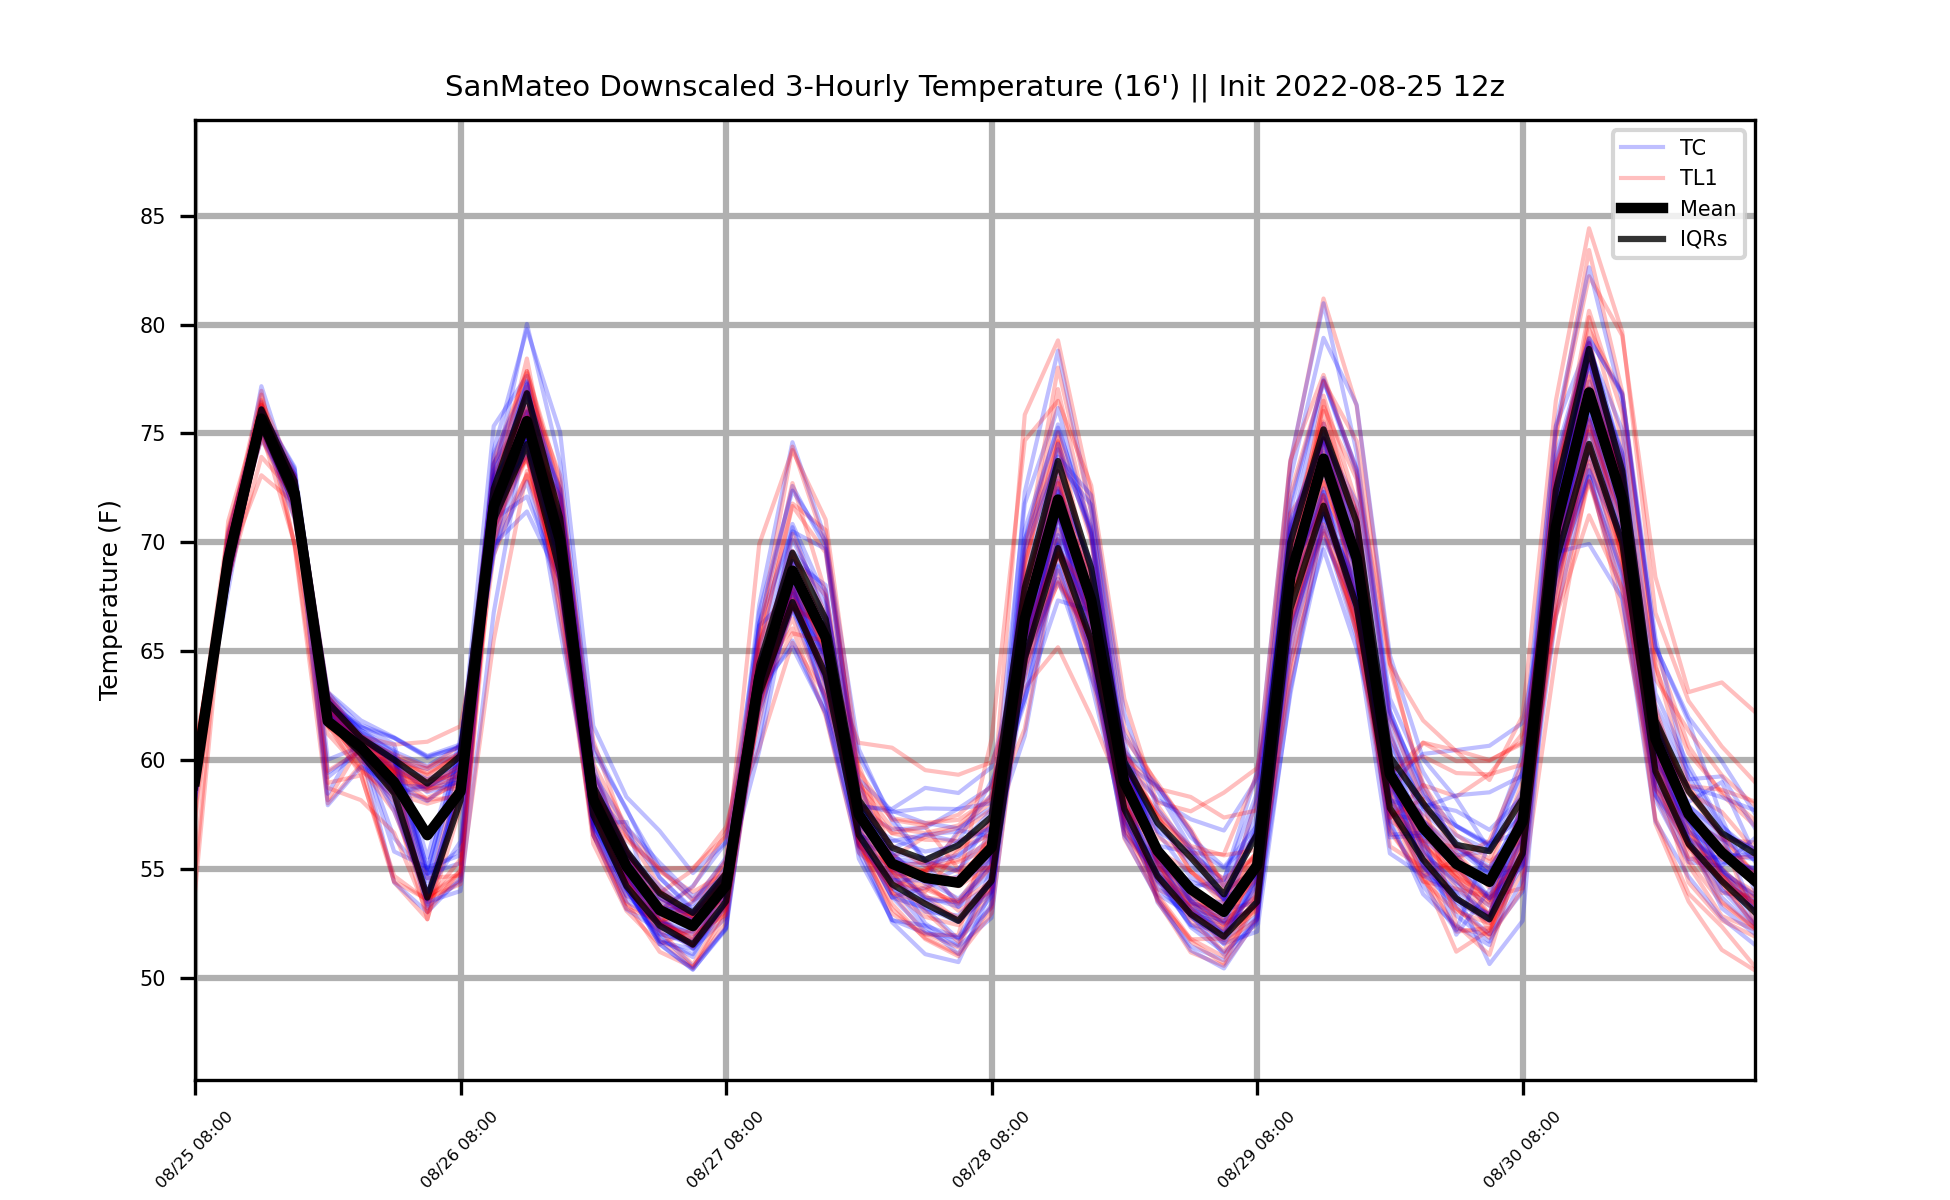 SanMateo Downscaled 3-Hourly Temperature (16') || Init 2022-08-25 12z
TC
TL1
Mean
IQRs
Temperature (F)
85
80
75
70
65
60
55
50
08/25 08:00
08/26 08:00
08/27 08:00
08/28 08:00
08/29 08:00
08/30 08:00